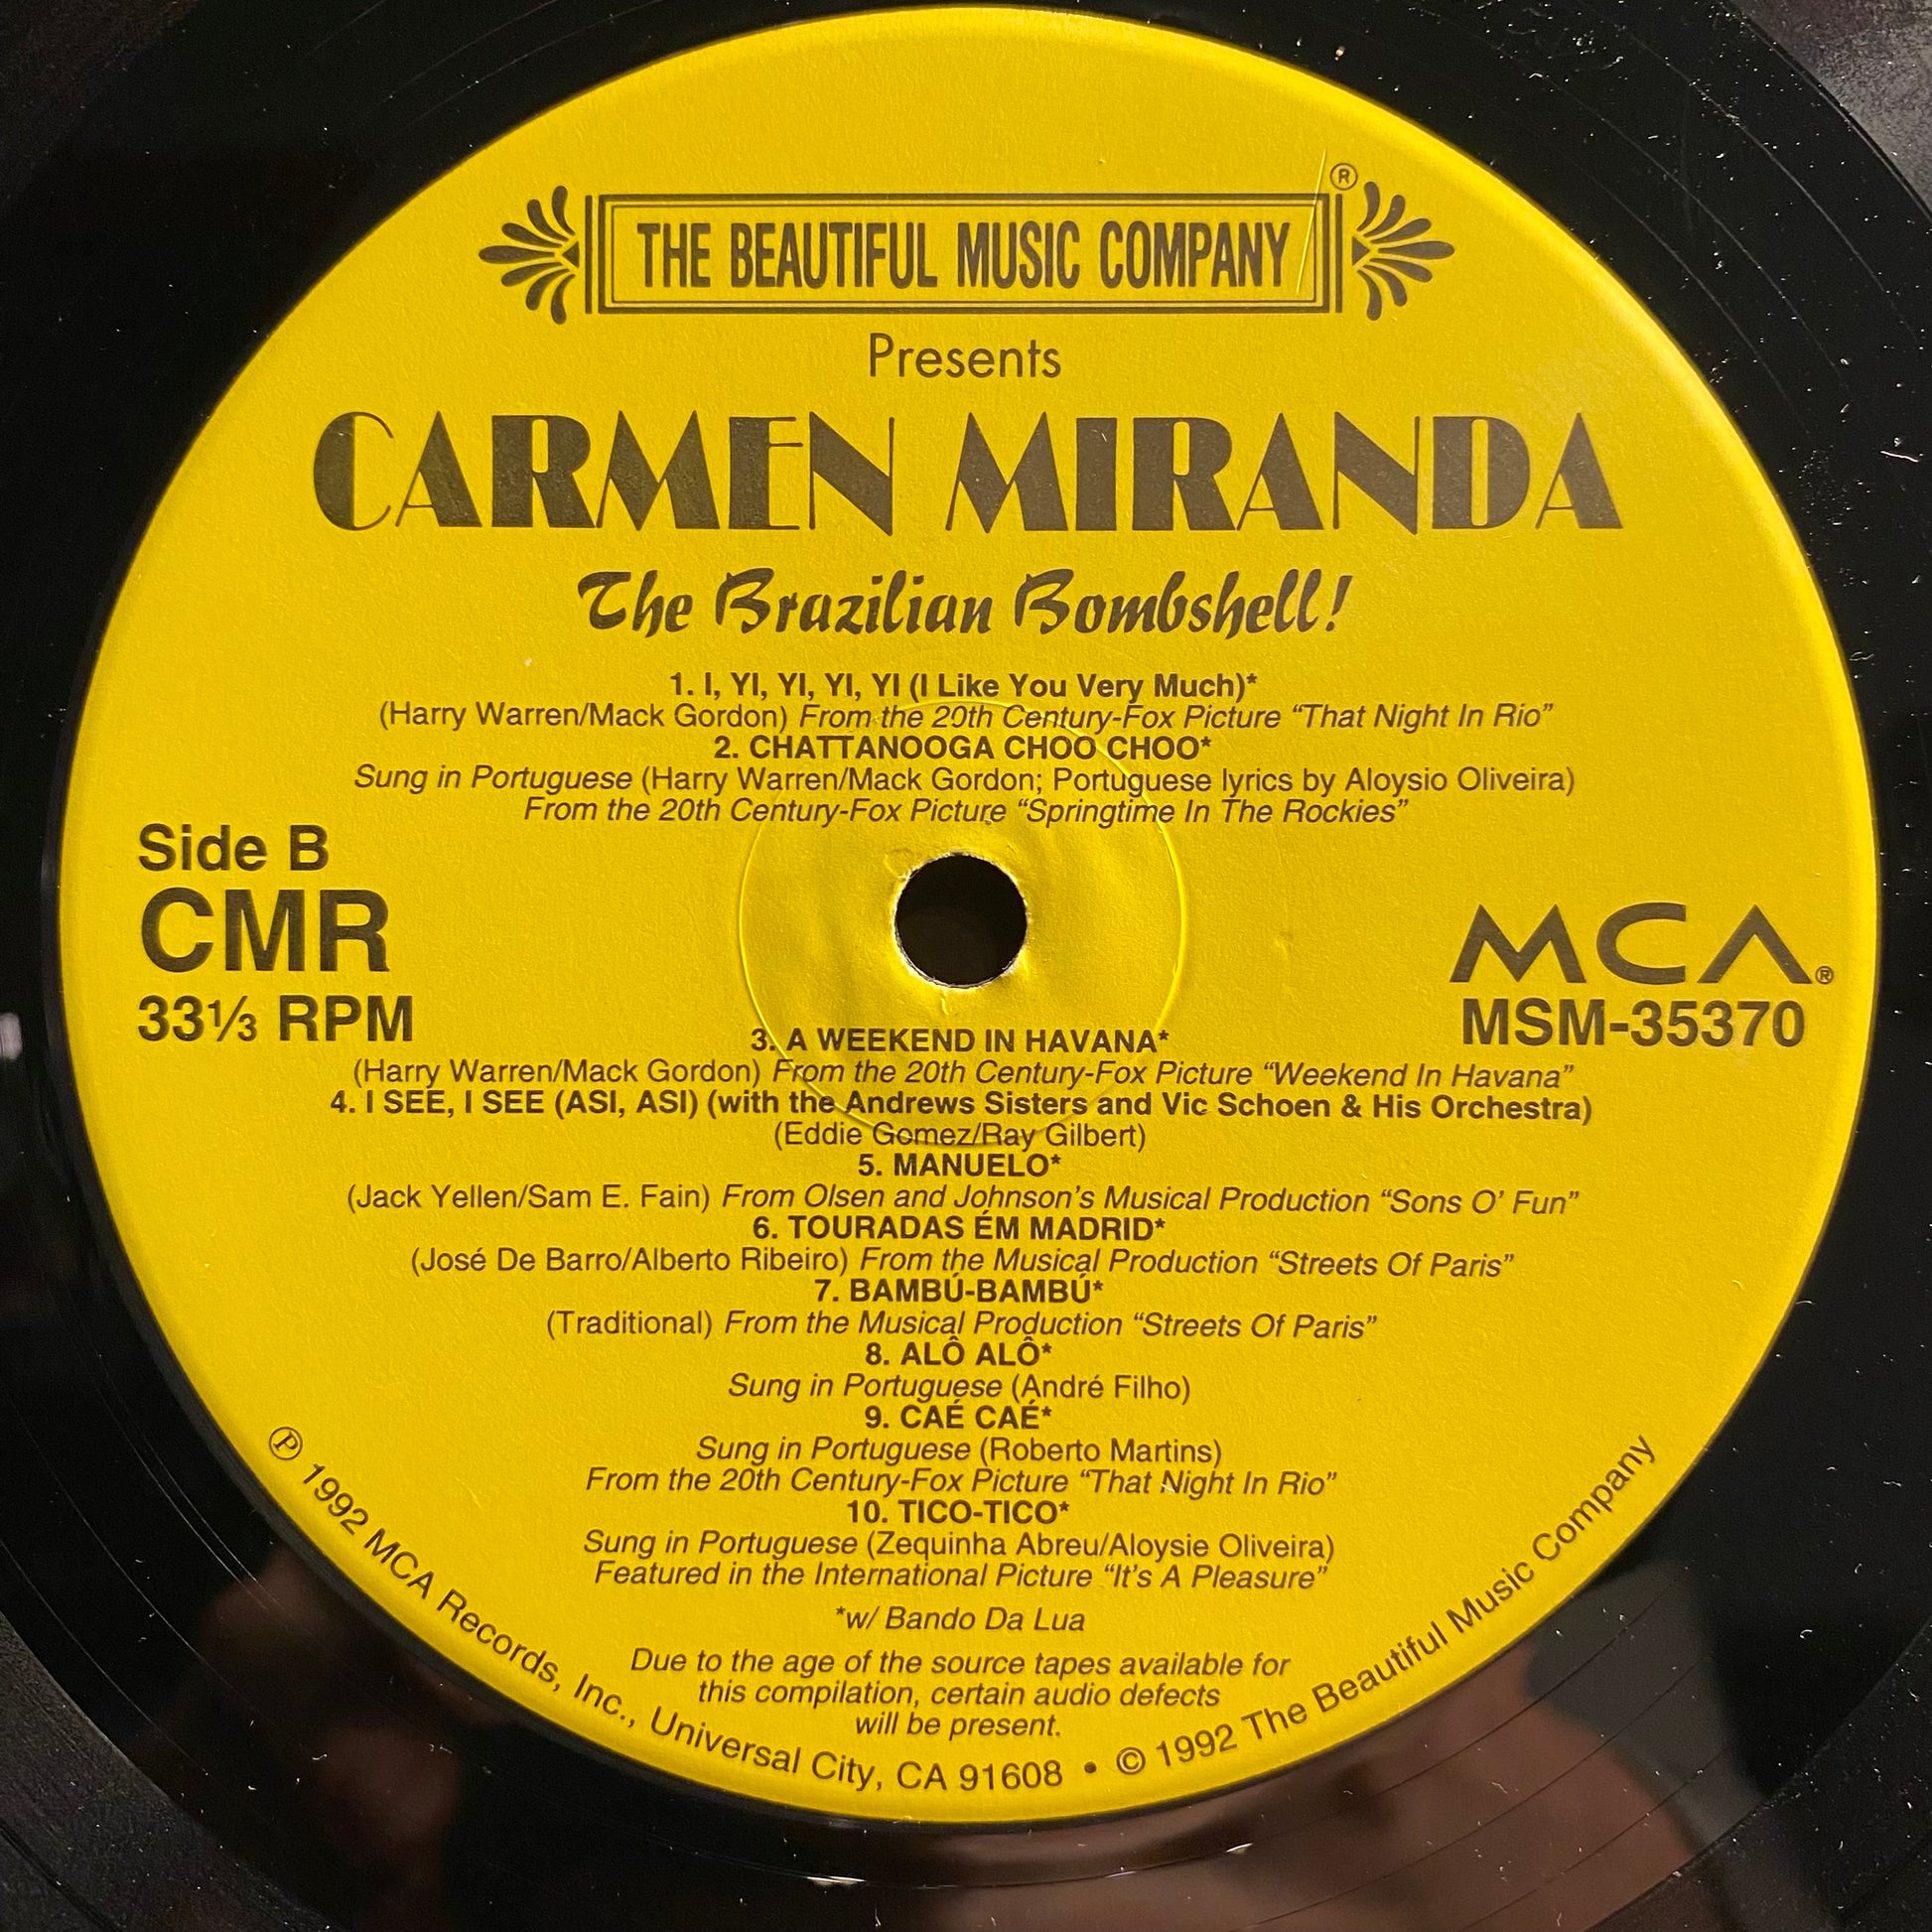 THE BEAUTIFUL MUSIC COMPANY ®
Presents
CARMEN MIRANDA
The Brazilian Bombshell!
1. I, YI, YI, YI, YI (I Like You Very Much)*
(Harry Warren/Mack Gordon) From the 20th Century-Fox Picture “That Night In Rio”
2. CHATTANOOGA CHOO CHOO*
Sung in Portuguese (Harry Warren/Mack Gordon; Portuguese lyrics by Aloysio Oliveira)
From the 20th Century-Fox Picture “Springtime In The Rockies”
Side B
CMR
33⅓ RPM
MCA®
MSM-35370
3. A WEEKEND IN HAVANA*
(Harry Warren/Mack Gordon) From the 20th Century-Fox Picture “Weekend In Havana”
4. I SEE, I SEE (ASI, ASI) (with the Andrews Sisters and Vic Schoen & His Orchestra)
(Eddie Gomez/Ray Gilbert)
5. MANUELO*
(Jack Yellen/Sam E. Fain) From Olsen and Johnson’s Musical Production “Sons O’ Fun”
6. TOURADAS ÉM MADRID*
(José De Barro/Alberto Ribeiro) From the Musical Production “Streets Of Paris”
7. BAMBÚ-BAMBÚ*
(Traditional) From the Musical Production “Streets Of Paris”
8. ALÔ ALÔ*
Sung in Portuguese (André Filho)
9. CAÉ CAÉ*
Sung in Portuguese (Roberto Martins)
From the 20th Century-Fox Picture “That Night In Rio”
10. TICO-TICO*
Sung in Portuguese (Zequinha Abreu/Aloysie Oliveira)
Featured in the International Picture “It’s A Pleasure”
*w/ Bando Da Lua
Due to the age of the source tapes available for
this compilation, certain audio defects
will be present.
℗ 1992 MCA Records, Inc., Universal City, CA 91608 • © 1992 The Beautiful Music Company